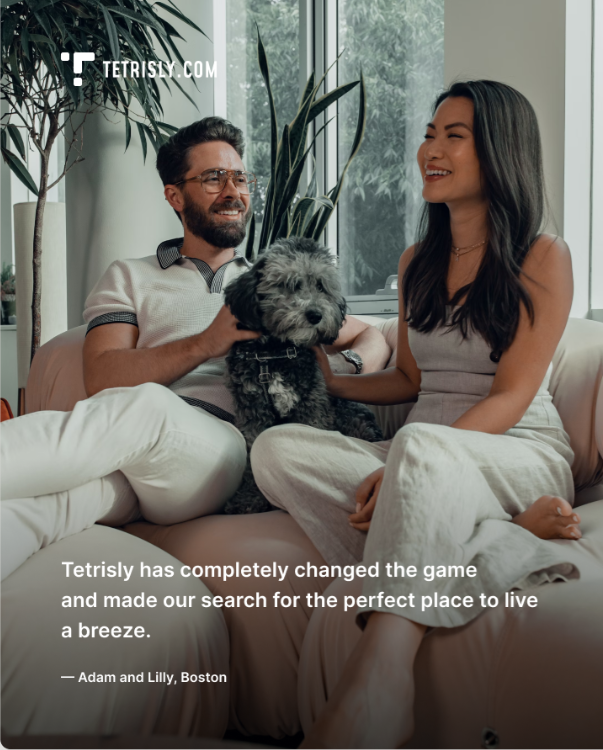 TETRISLY.COM
Tetrisly has completely changed the game
and made our search for the perfect place to live
a breeze.
— Adam and Lilly, Boston